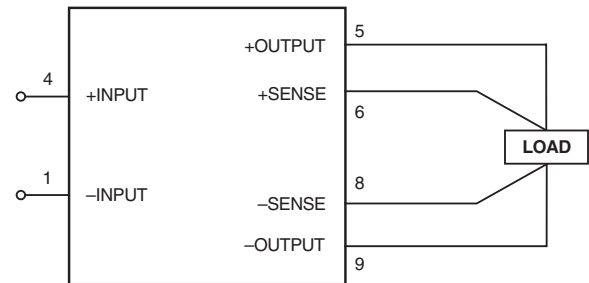 5
+OUTPUT
4
+INPUT
+SENSE
6
LOAD
1
–INPUT
8
–SENSE
–OUTPUT
9